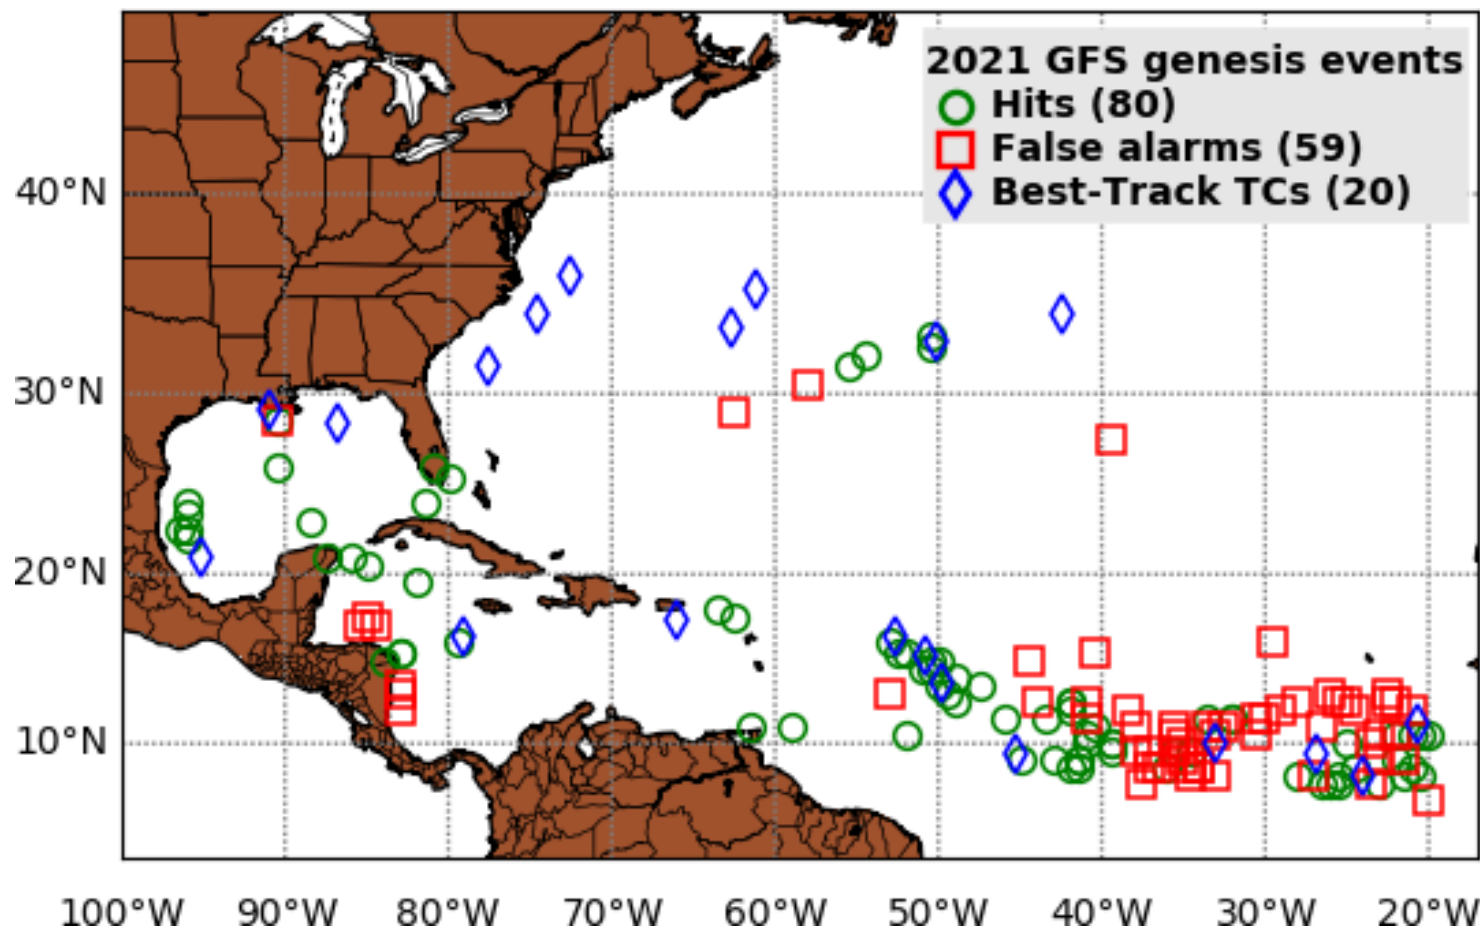 2021 GFS genesis events
Hits (80)
False alarms (59)
Best-Track TCs (20)
40°N
30°N
20°N
10°N
100°W 90°W 80°W 70°W 60°W 50°W 40°W 30°W 20°W